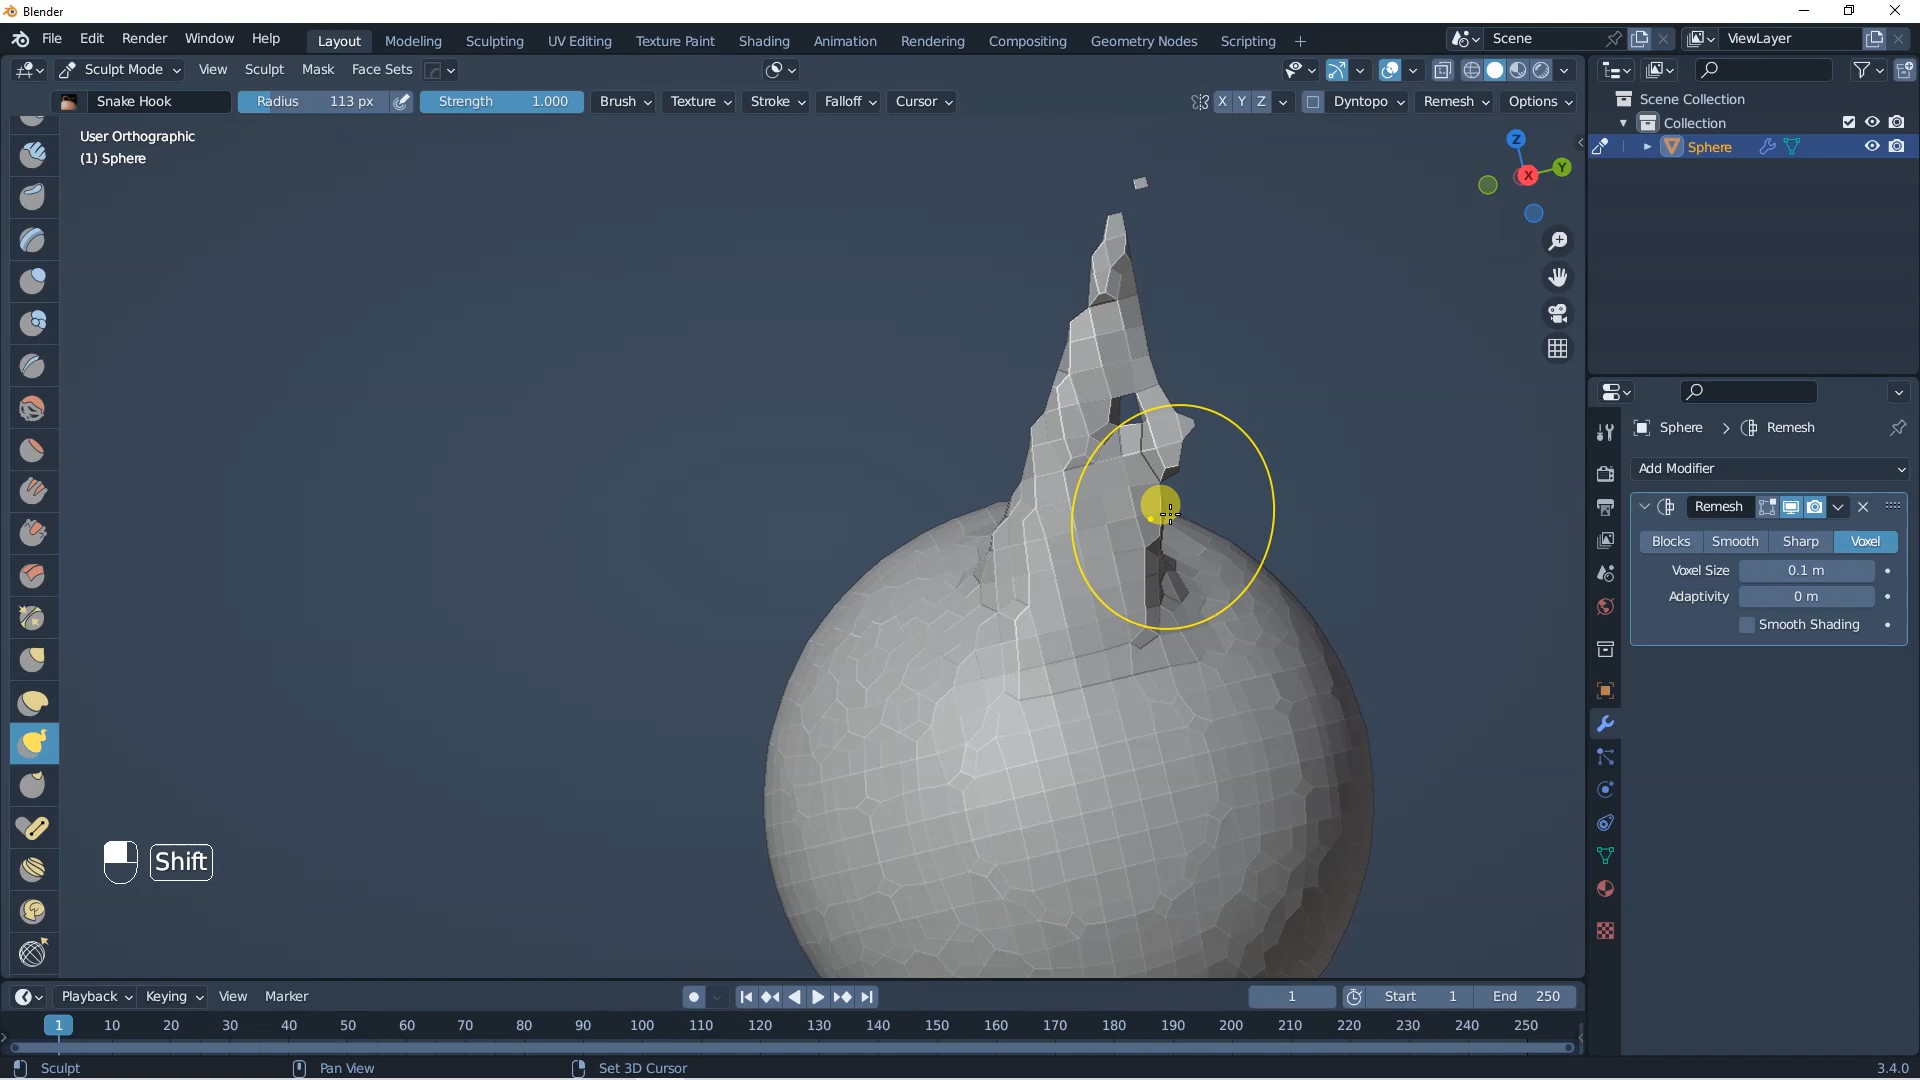 Blender
File Edit Render Window Help Layout Modeling Sculpting UV Editing Texture Paint Shading Animation Rendering Compositing Geometry Nodes Scripting + Scene ViewLayer
Sculpt Mode View Sculpt Mask Face Sets
Snake Hook Radius 113 px Strength 1.000 Brush Texture Stroke Falloff Cursor X Y Z Dyntopo Remesh Options
User Orthographic
(1) Sphere
Z
Y
X
Scene Collection
Collection
Sphere
Sphere > Remesh
Add Modifier
Remesh
Blocks Smooth Sharp Voxel
Voxel Size 0.1 m
Adaptivity 0 m
Smooth Shading
Shift
Playback Keying View Marker 1 Start 1 End 250
1 10 20 30 40 50 60 70 80 90 100 110 120 130 140 150 160 170 180 190 200 210 220 230 240 250
Sculpt Pan View Set 3D Cursor 3.4.0